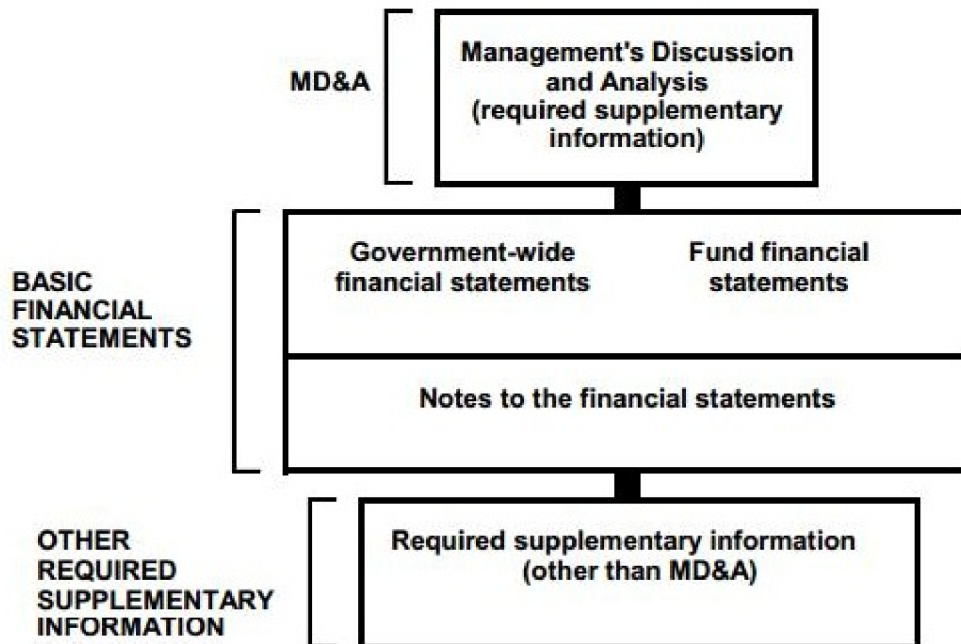 MD&A
Management's Discussion
and Analysis
(required supplementary
information)
BASIC
FINANCIAL
STATEMENTS
Government-wide
financial statements
Fund financial
statements
Notes to the financial statements
OTHER
REQUIRED
SUPPLEMENTARY
INFORMATION
Required supplementary information
(other than MD&A)